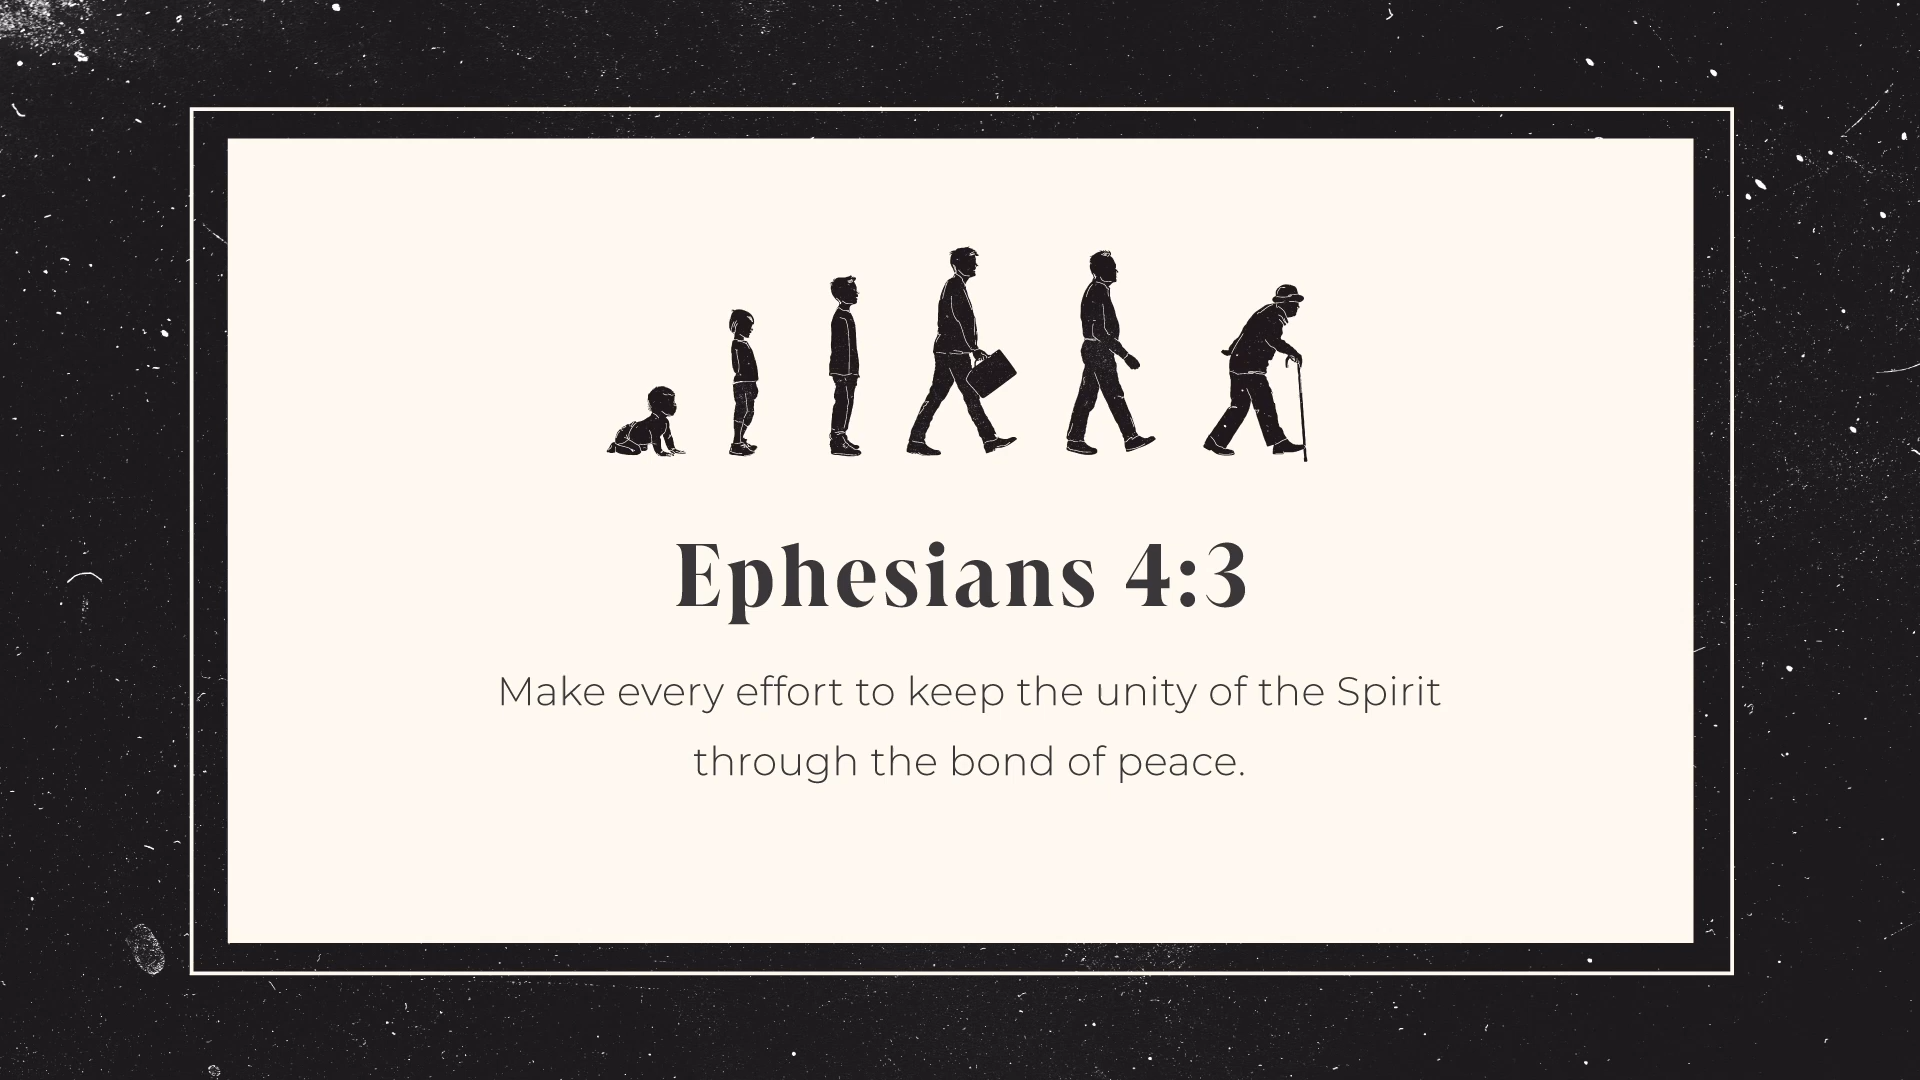 Ephesians 4:3
Make every effort to keep the unity of the Spirit
through the bond of peace.